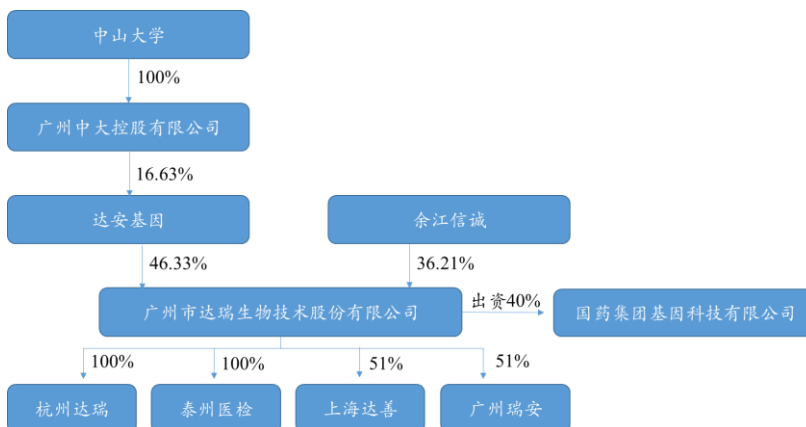 中山大学
100%
广州中大控股有限公司
16.63%
达安基因
余江信诚
46.33%
36.21%
广州市达瑞生物技术股份有限公司
出资40%
国药集团基因科技有限公司
100%
100%
51%
51%
杭州达瑞
泰州医检
上海达善
广州瑞安